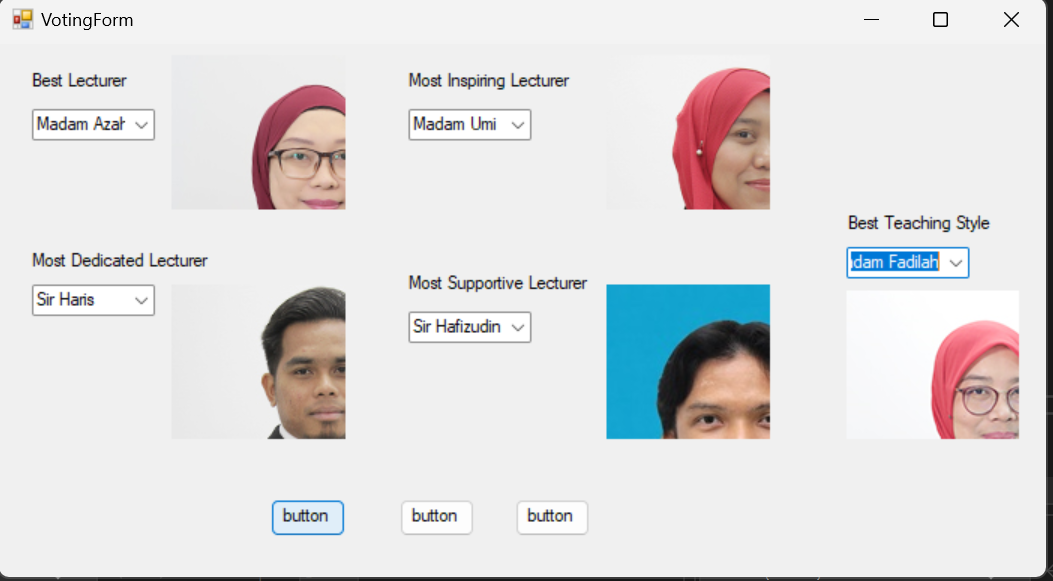 VotingForm
Best Lecturer
Madam Azah
Most Inspiring Lecturer
Madam Umi
Best Teaching Style
dam Fadilah
Most Dedicated Lecturer
Sir Haris
Most Supportive Lecturer
Sir Hafizudin
button
button
button